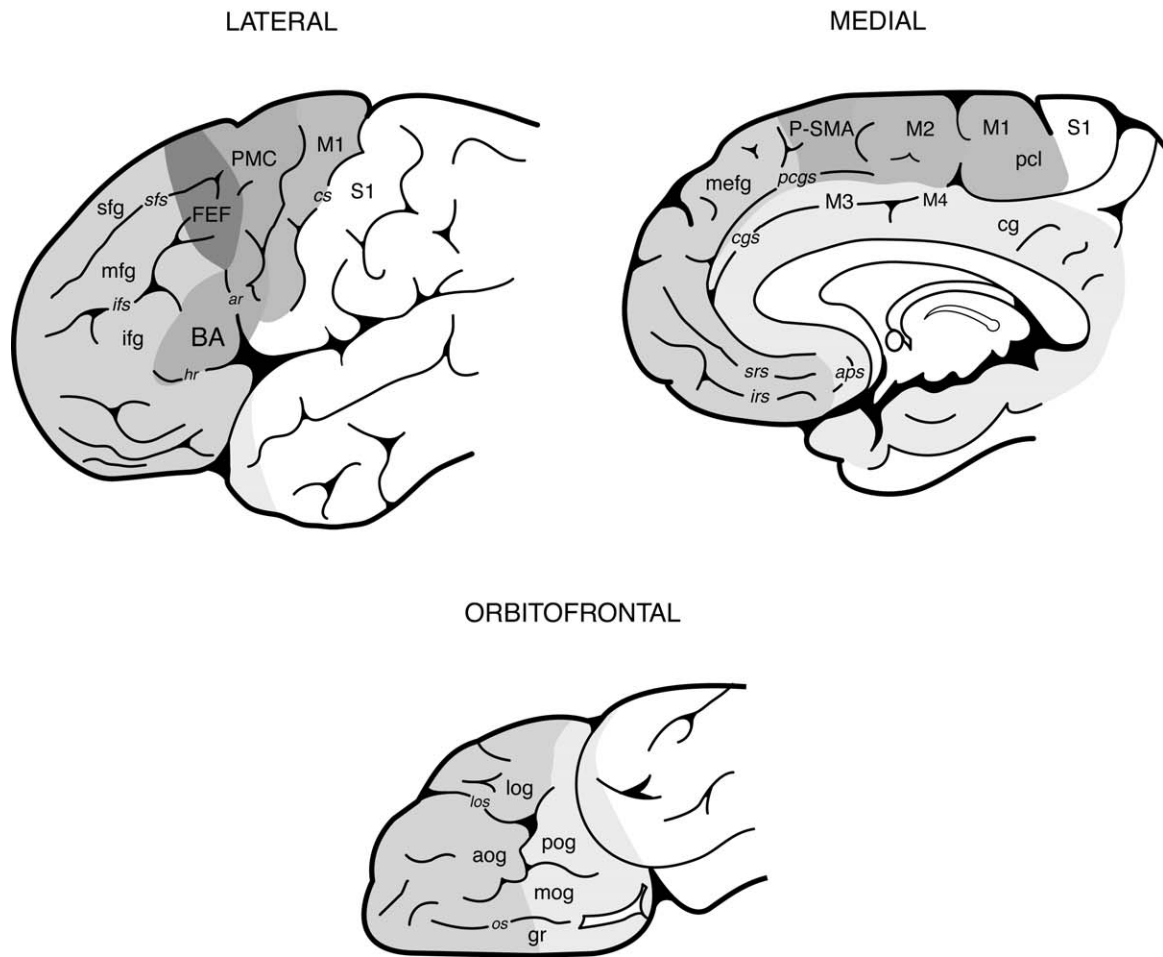 LATERAL
MEDIAL
PMC
M1
S1
cs
sfs
sfg
FEF
mfg
ifs
ar
ifg
BA
hr
P-SMA
M2
M1
S1
pcl
mefg
pcgs
M3
M4
cgs
cg
srs
aps
irs
ORBITOFRONTAL
log
los
pog
aog
mog
os
gr